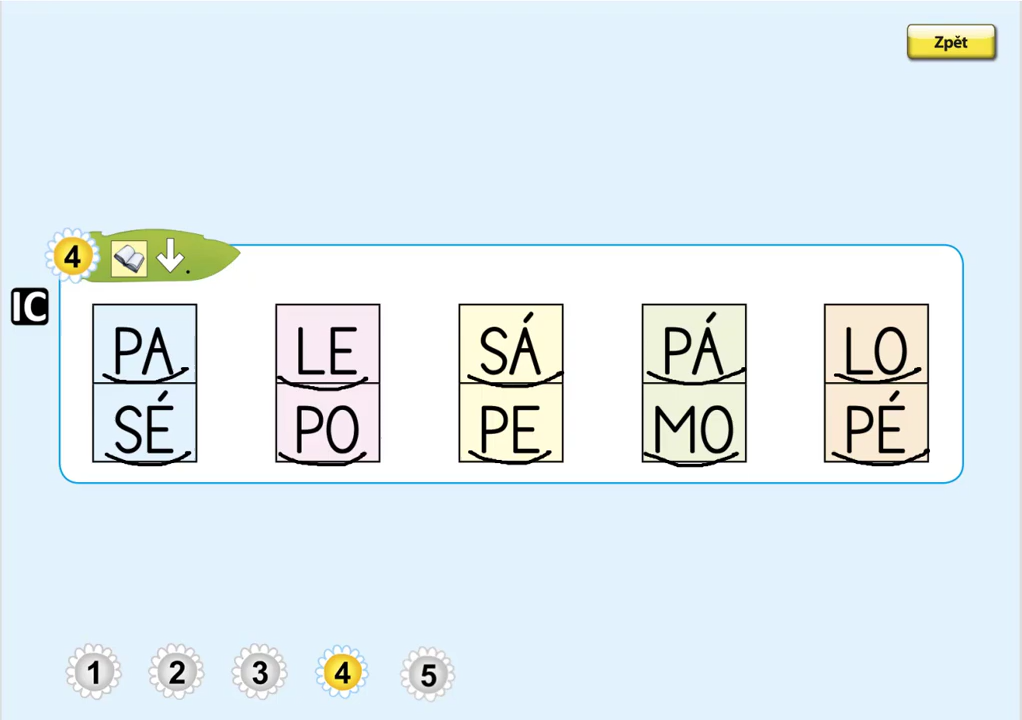 Zpět
4 .
IC
PA LE SÁ PÁ LO
SÉ PO PE MO PÉ
1 2 3 4 5